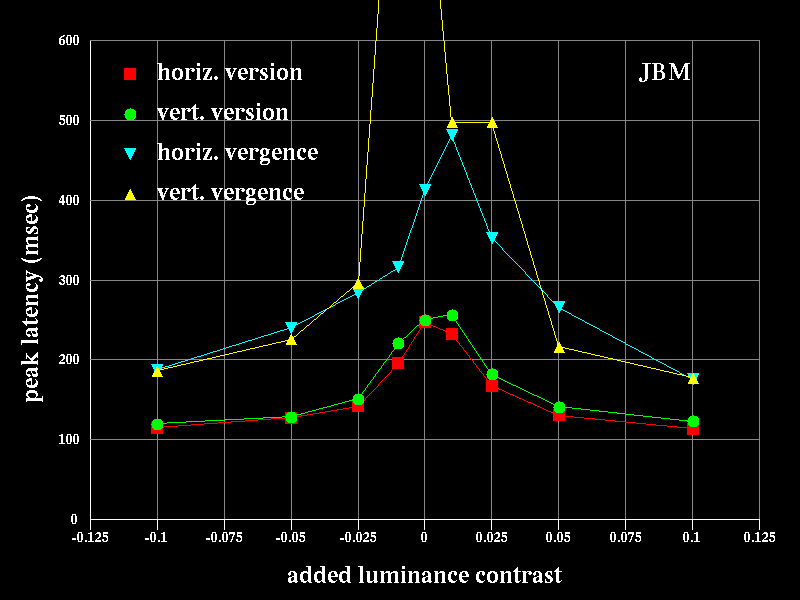 600
500
400
300
200
100
0
horiz. version
vert. version
horiz. vergence
vert. vergence
JBM
peak latency (msec)
-0.125 -0.1 -0.075 -0.05 -0.025 0 0.025 0.05 0.075 0.1 0.125
added luminance contrast